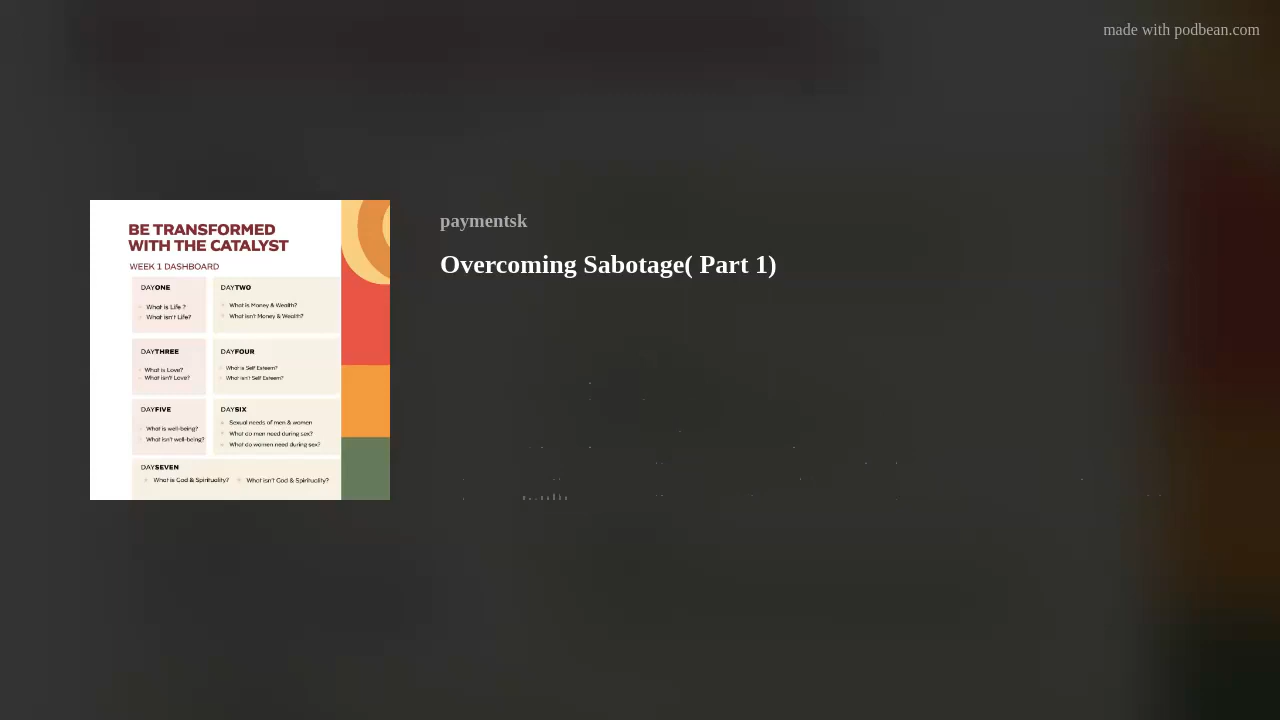 made with podbean.com
paymentsk
Overcoming Sabotage( Part 1)
BE TRANSFORMED
WITH THE CATALYST
WEEK 1 DASHBOARD
DAYONE
What is Life ?
What isn't Life?
DAYTWO
What is Money & Wealth?
What isn't Money & Wealth?
DAYTHREE
What is Love?
What isn't Love?
DAYFOUR
What is Self Esteem?
What isn't Self Esteem?
DAYFIVE
What is well-being?
What isn't well-being?
DAYSIX
Sexual needs of men & women
What do men need during sex?
What do women need during sex?
DAYSEVEN
What is God & Spirituality?
What isn't God & Spirituality?